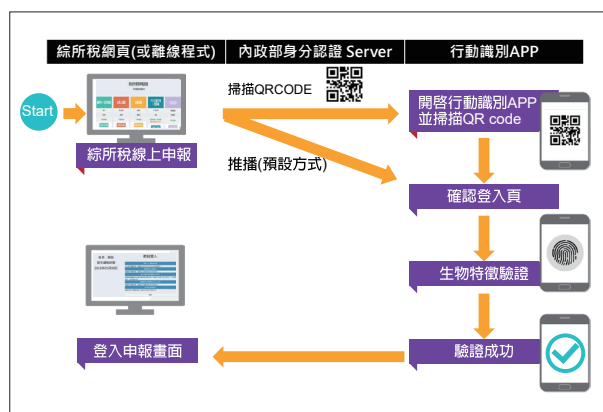 綜所稅網頁(或離線程式)
內政部身分認證 Server
行動識別APP
Start
掃描QRCODE
開啓行動識別APP
並掃描QR code
綜所稅線上申報
推播(預設方式)
確認登入頁
生物特徵驗證
登入申報畫面
驗證成功